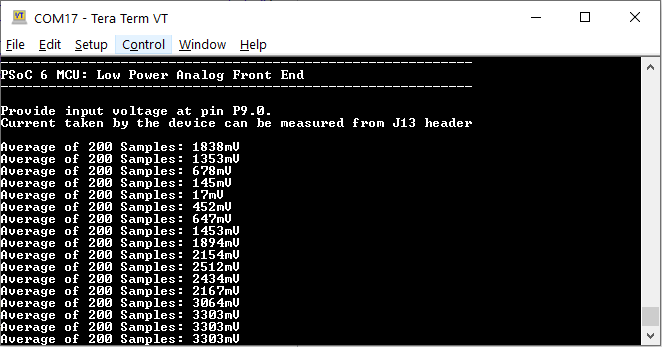 VT
COM17 - Tera Term VT
File Edit Setup Control Window Help
PSoC 6 MCU: Low Power Analog Front End
Provide input voltage at pin P9.0.
Current taken by the device can be measured from J13 header
Average of 200 Samples: 1838mV
Average of 200 Samples: 1353mV
Average of 200 Samples: 678mV
Average of 200 Samples: 145mV
Average of 200 Samples: 17mV
Average of 200 Samples: 452mV
Average of 200 Samples: 647mV
Average of 200 Samples: 1453mV
Average of 200 Samples: 1894mV
Average of 200 Samples: 2154mV
Average of 200 Samples: 2512mV
Average of 200 Samples: 2434mV
Average of 200 Samples: 2167mV
Average of 200 Samples: 3064mV
Average of 200 Samples: 3303mV
Average of 200 Samples: 3303mV
Average of 200 Samples: 3303mV